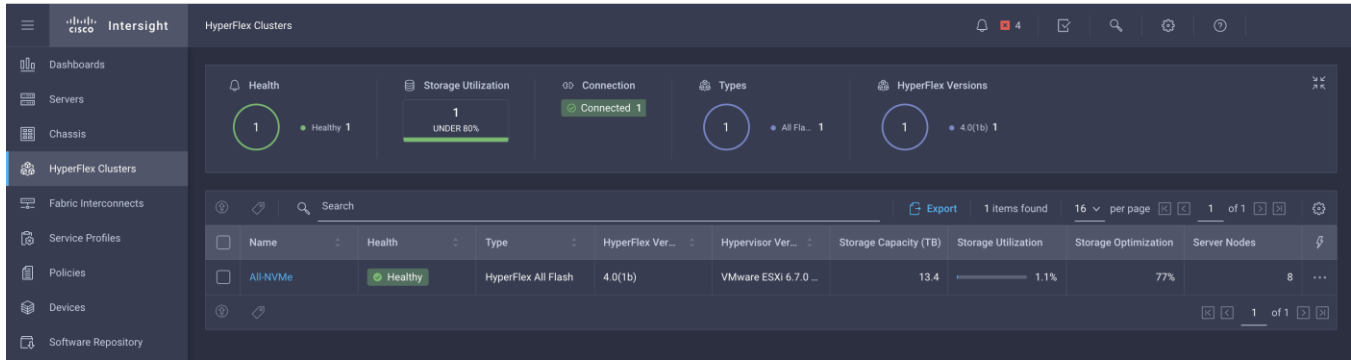 cisco Intersight HyperFlex Clusters 4
Dashboards
Servers
Chassis
HyperFlex Clusters
Fabric Interconnects
Service Profiles
Policies
Devices
Software Repository
Health Storage Utilization Connection Types HyperFlex Versions
1 Healthy 1 1 UNDER 80% Connected 1 1 All Fla... 1 1 4.0(1b) 1
Search Export 1 items found 16 per page 1 of 1
Name Health Type HyperFlex Ver... Hypervisor Ver... Storage Capacity (TB) Storage Utilization Storage Optimization Server Nodes
All-NVMe Healthy HyperFlex All Flash 4.0(1b) VMware ESXi 6.7.0 ... 13.4 1.1% 77% 8 ...
1 of 1